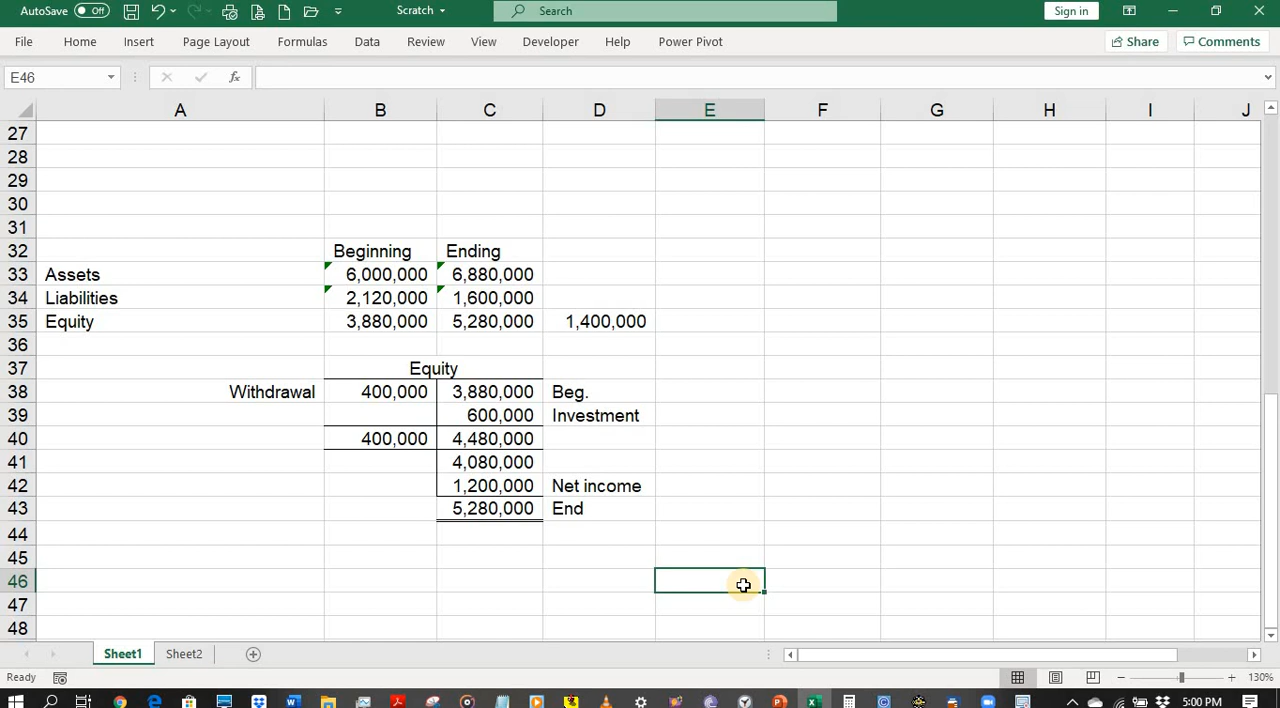 AutoSave Off Scratch Search Sign in
File Home Insert Page Layout Formulas Data Review View Developer Help Power Pivot Share Comments
E46 fx
A B C D E F G H I J
27
28
29
30
31
32 Beginning Ending
33 Assets 6,000,000 6,880,000
34 Liabilities 2,120,000 1,600,000
35 Equity 3,880,000 5,280,000 1,400,000
36
37 Equity
38 Withdrawal 400,000 3,880,000 Beg.
39 600,000 Investment
40 400,000 4,480,000
41 4,080,000
42 1,200,000 Net income
43 5,280,000 End
44
45
46
47
48
Sheet1 Sheet2
Ready 130%
5:00 PM